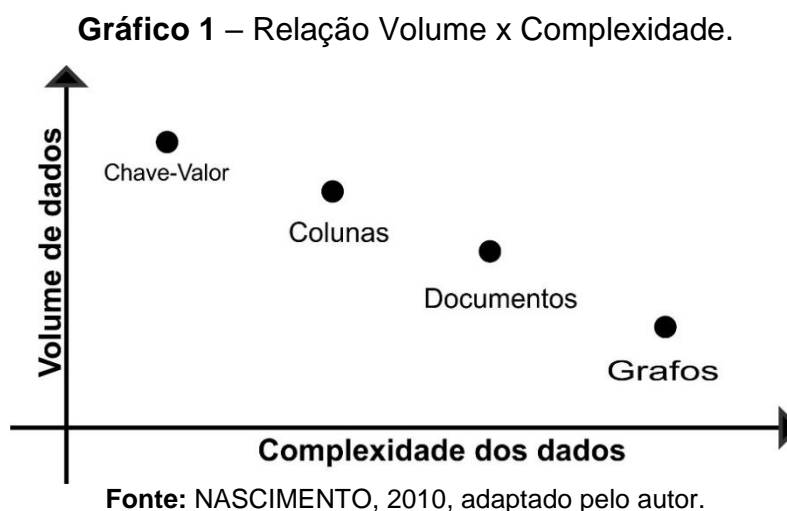 Gráfico 1 – Relação Volume x Complexidade.
Volume de dados
Chave-Valor
Colunas
Documentos
Grafos
Complexidade dos dados
Fonte: NASCIMENTO, 2010, adaptado pelo autor.